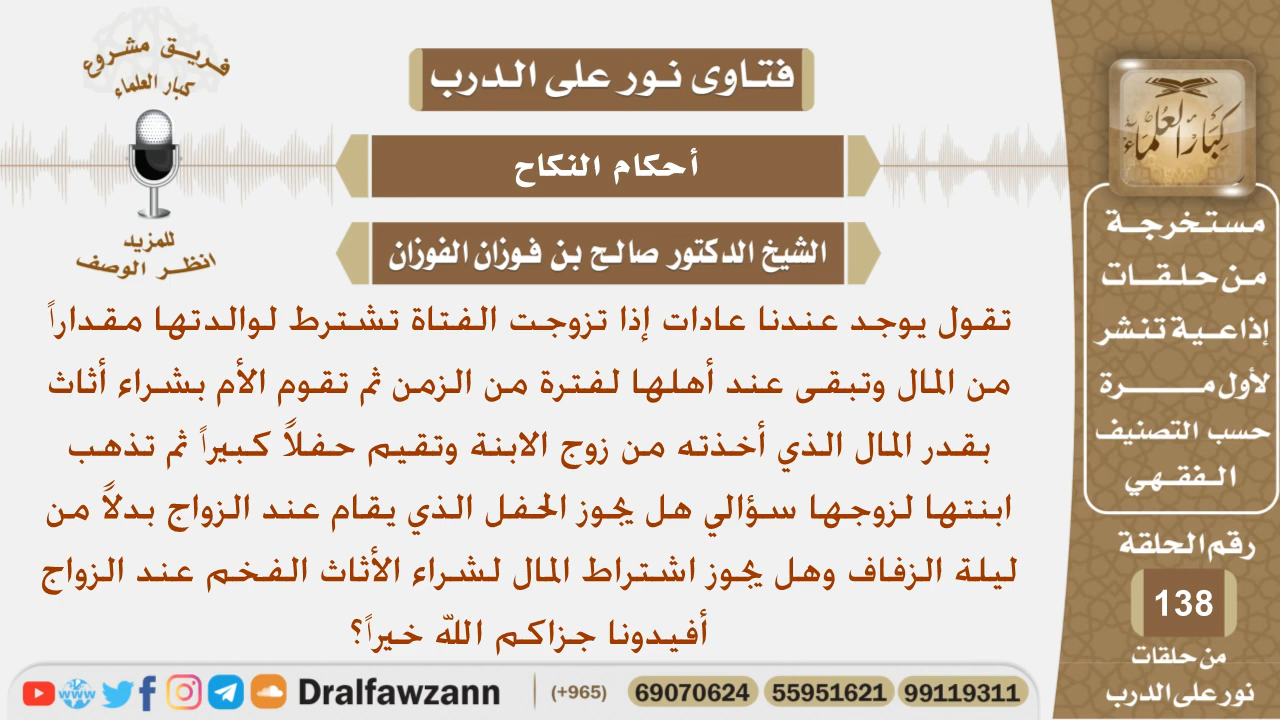 فريق مشروع
كبار العلماء
للمزيد
انظر الوصف
فتاوى نور على الدرب
أحكام النكاح
الشيخ الدكتور صالح بن فوزان الفوزان
تقول يوجد عندنا عادات إذا تزوجت الفتاة تشترط لوالدتها مقداراً
من المال وتبقى عند أهلها لفترة من الزمن ثم تقوم الأم بشراء أثاث
بقدر المال الذي أخذته من زوج الابنة وتقيم حفلاً كبيراً ثم تذهب
ابنتها لزوجها سؤالي هل يجوز الحفل الذي يقام عند الزواج بدلاً من
ليلة الزفاف وهل يجوز اشتراط المال لشراء الأثاث الفخم عند الزواج
أفيدونا جزاكم الله خيراً؟
كبار العلماء
مستخرجة
من حلقات
إذاعية تنشر
لأول مرة
حسب التصنيف
الفقهي
رقم الحلقة
138
من حلقات
نور على الدرب
Dralfawzann (+965) 69070624 55951621 99119311